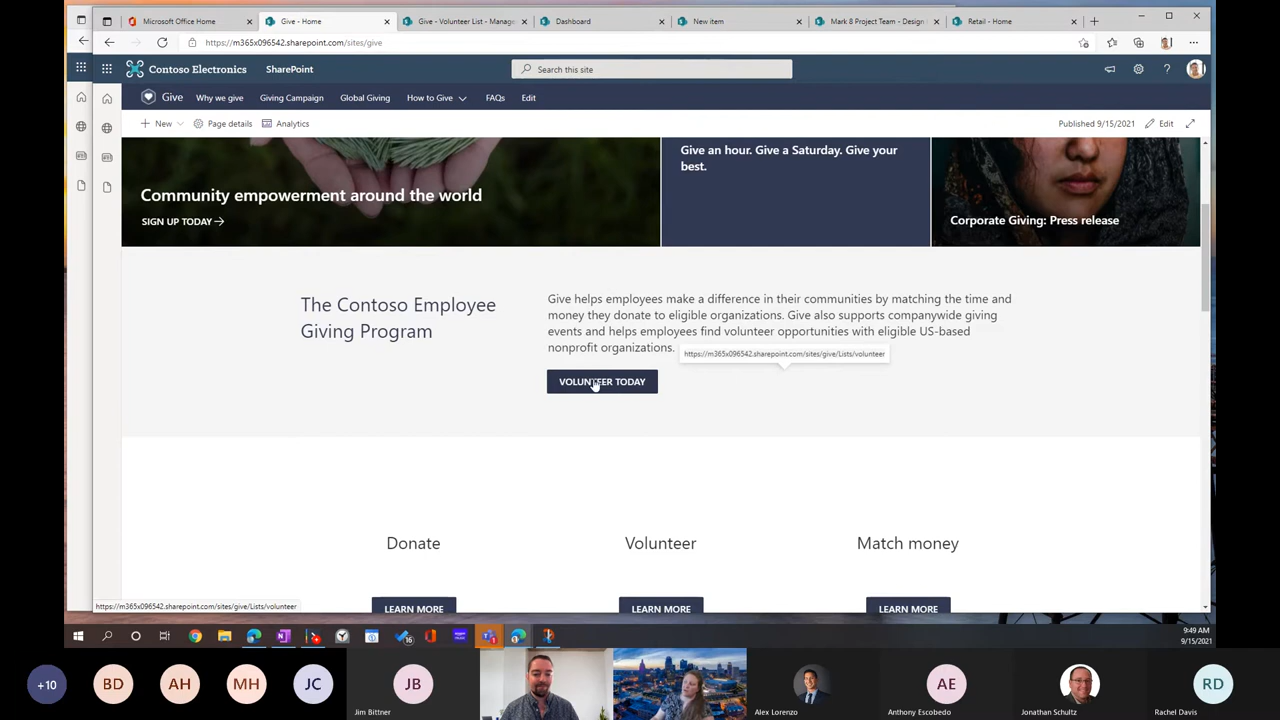 Microsoft Office Home
Give - Home
Give - Volunteer List - Manage
Dashboard
New item
Mark 8 Project Team - Design
Retail - Home
https://m365x096542.sharepoint.com/sites/give
Contoso Electronics
SharePoint
Search this site
Give
Why we give
Giving Campaign
Global Giving
How to Give
FAQs
Edit
New
Page details
Analytics
Published 9/15/2021
Edit
Community empowerment around the world
SIGN UP TODAY
Give an hour. Give a Saturday. Give your
best.
Corporate Giving: Press release
The Contoso Employee
Giving Program
Give helps employees make a difference in their communities by matching the time and
money they donate to eligible organizations. Give also supports companywide giving
events and helps employees find volunteer opportunities with eligible US-based
nonprofit organizations.
https://m365x096542.sharepoint.com/sites/give/Lists/volunteer
VOLUNTEER TODAY
Donate
Volunteer
Match money
LEARN MORE
LEARN MORE
LEARN MORE
https://m365x096542.sharepoint.com/sites/give/Lists/volunteer
16
9:49 AM
9/15/2021
+10
BD
AH
MH
JC
JB
Jim Bittner
Alex Lorenzo
AE
Anthony Escobedo
Jonathan Schultz
RD
Rachel Davis